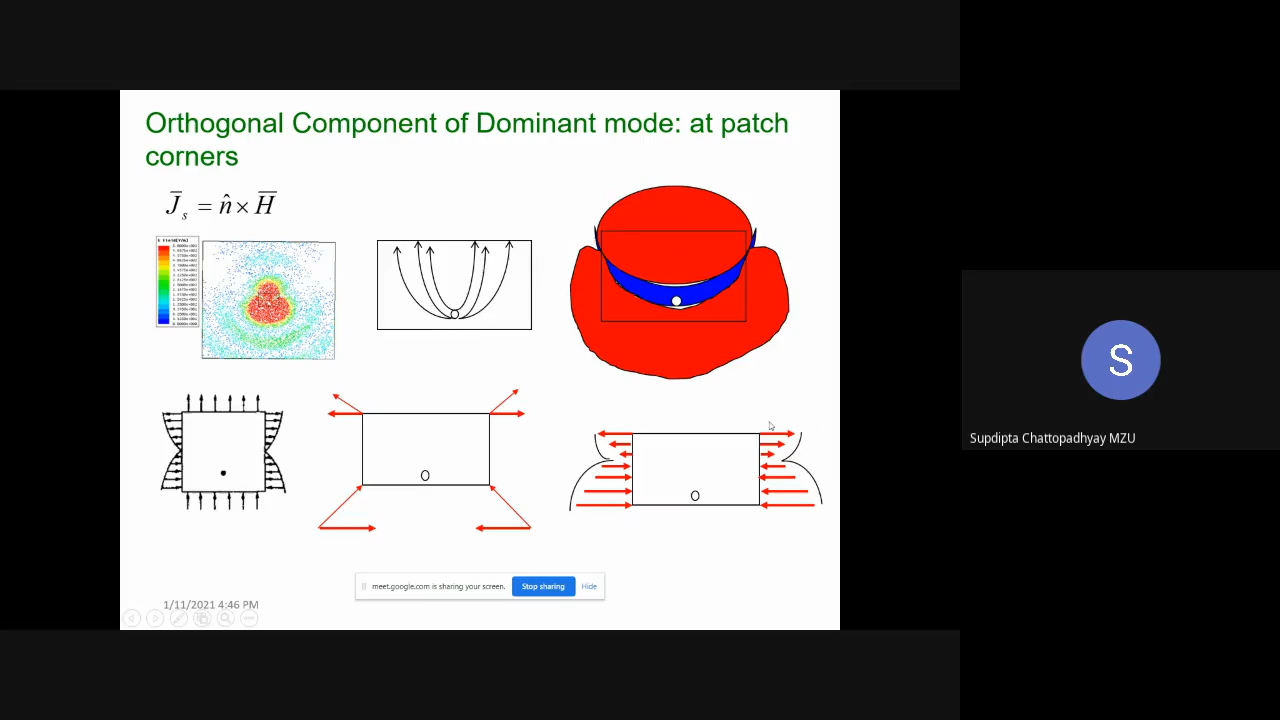 Orthogonal Component of Dominant mode: at patch
corners
J̅s = n̂ × H̅
S
Supdipta Chattopadhyay MZU
meet.google.com is sharing your screen.
Stop sharing
Hide
1/11/2021 4:46 PM